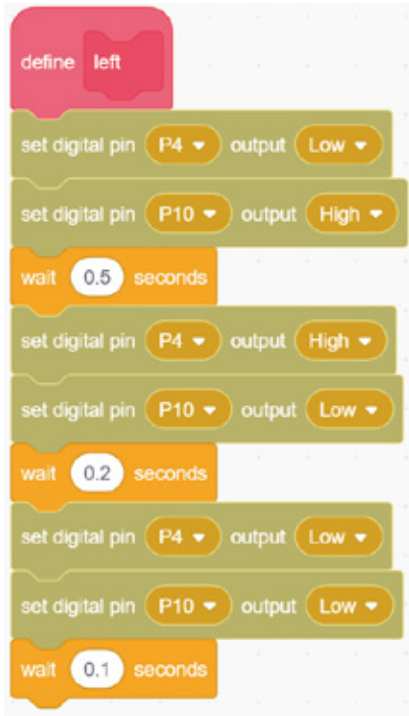 define left
set digital pin P4 output Low
set digital pin P10 output High
wait 0.5 seconds
set digital pin P4 output High
set digital pin P10 output Low
wait 0.2 seconds
set digital pin P4 output Low
set digital pin P10 output Low
wait 0.1 seconds